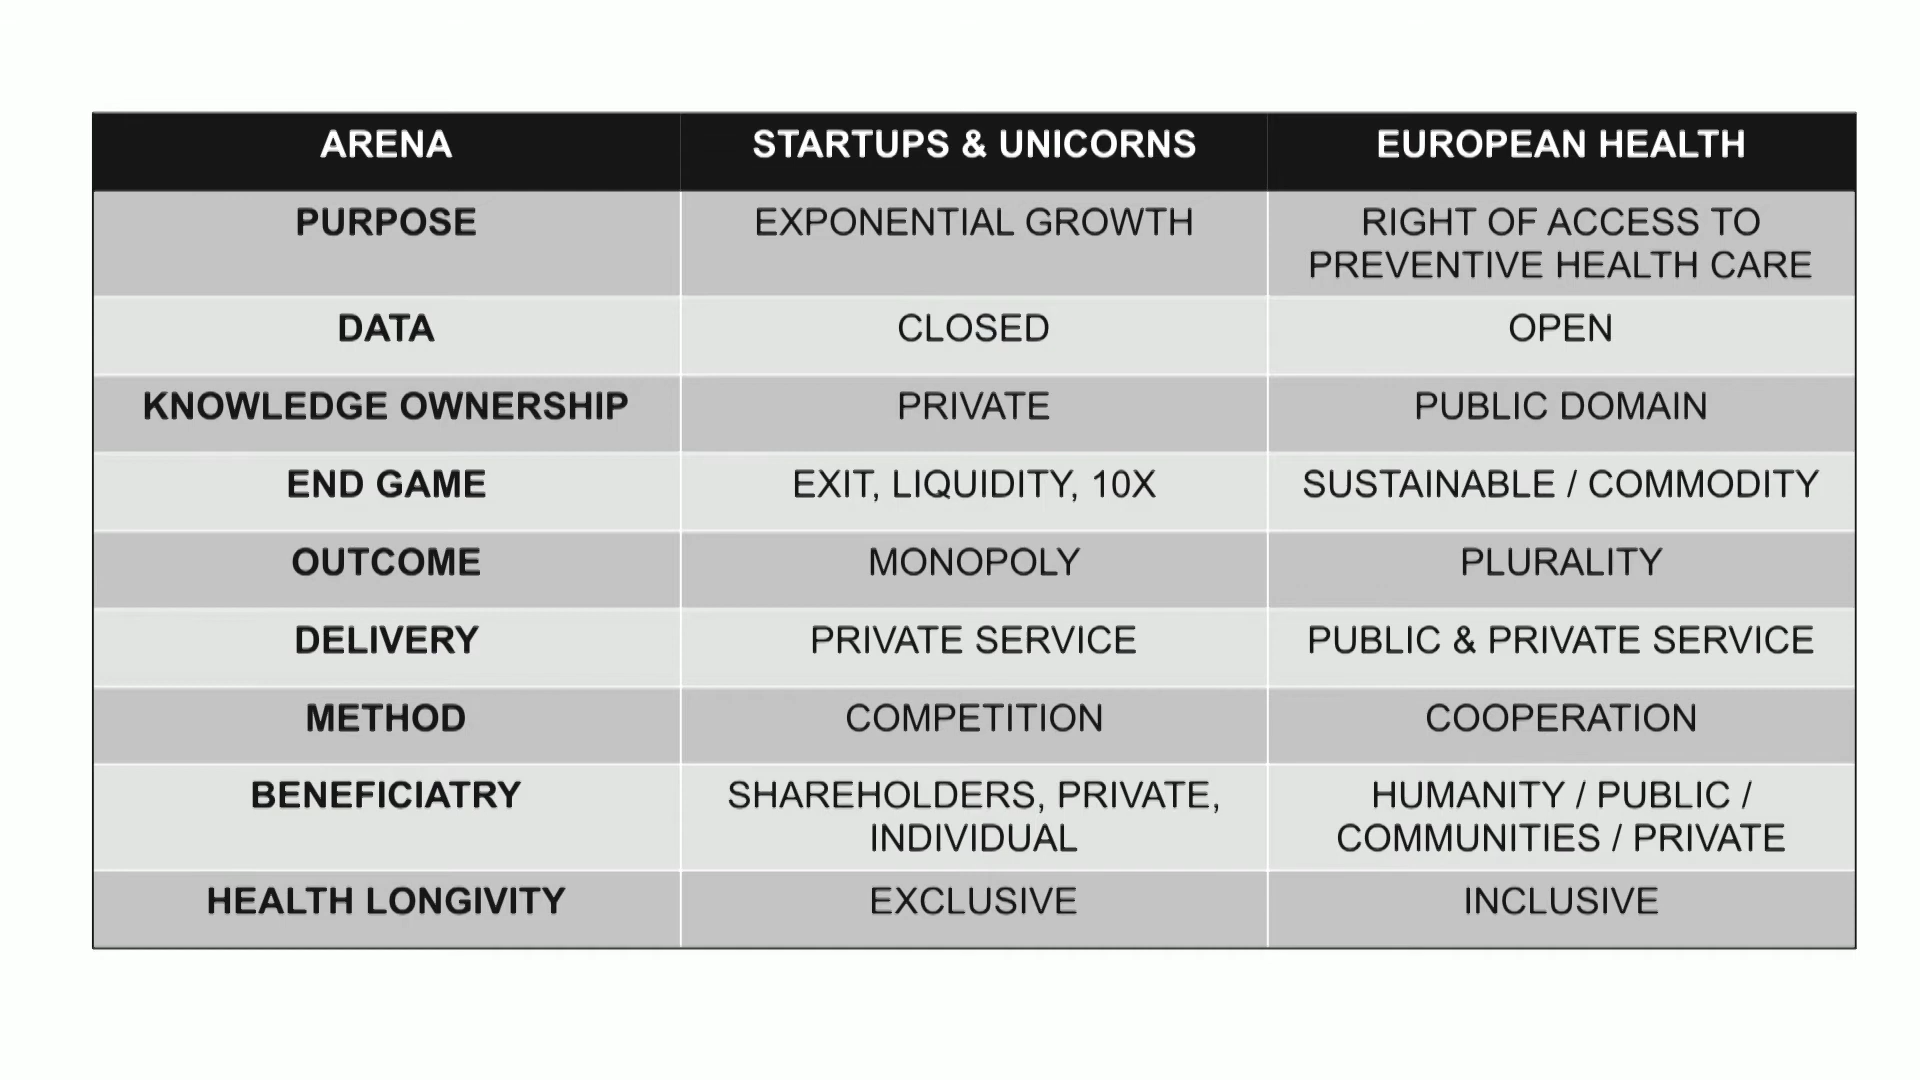 ARENA
STARTUPS & UNICORNS
EUROPEAN HEALTH
PURPOSE
EXPONENTIAL GROWTH
RIGHT OF ACCESS TO
PREVENTIVE HEALTH CARE
DATA
CLOSED
OPEN
KNOWLEDGE OWNERSHIP
PRIVATE
PUBLIC DOMAIN
END GAME
EXIT, LIQUIDITY, 10X
SUSTAINABLE / COMMODITY
OUTCOME
MONOPOLY
PLURALITY
DELIVERY
PRIVATE SERVICE
PUBLIC & PRIVATE SERVICE
METHOD
COMPETITION
COOPERATION
BENEFICIATRY
SHAREHOLDERS, PRIVATE,
INDIVIDUAL
HUMANITY / PUBLIC /
COMMUNITIES / PRIVATE
HEALTH LONGIVITY
EXCLUSIVE
INCLUSIVE